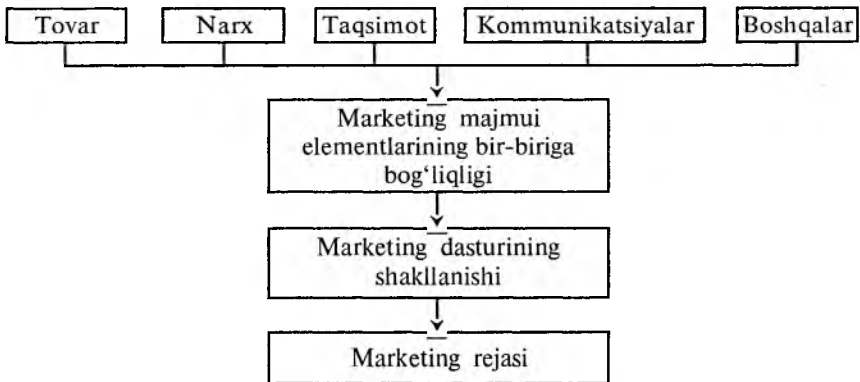 Tovar Narx Taqsimot Kommunikatsiyalar Boshqalar
Marketing majmui
elementlarining bir-biriga
bog‘liqligi
Marketing dasturining
shakllanishi
Marketing rejasi